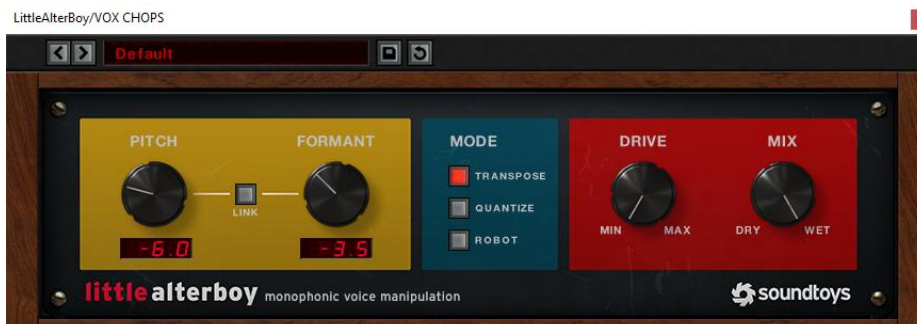 LittleAlterBoy/VOX CHOPS
Default
PITCH
FORMANT
LINK
-6.0
-3.5
MODE
TRANSPOSE
QUANTIZE
ROBOT
DRIVE
MIX
MIN
MAX
DRY
WET
littlealterboy monophonic voice manipulation
soundtoys